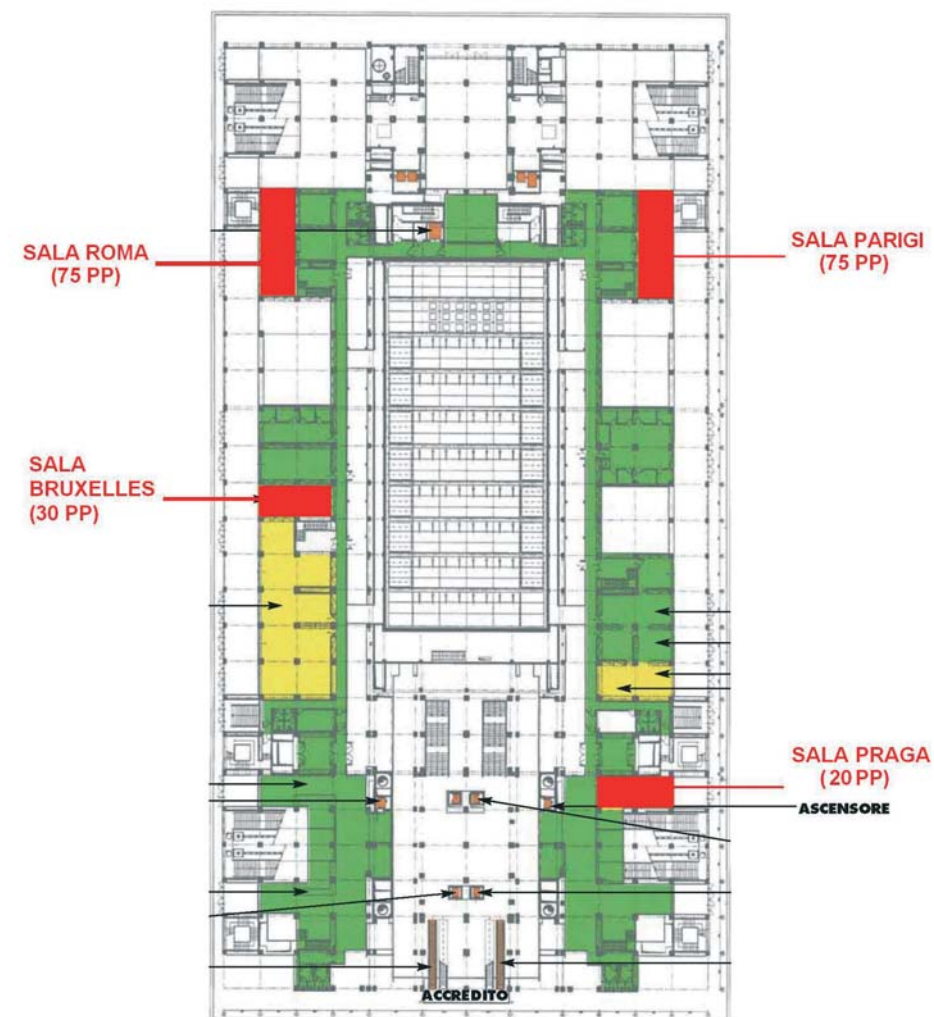 SALA ROMA
(75 PP)
SALA PARIGI
(75 PP)
SALA
BRUXELLES
(30 PP)
SALA PRAGA
(20 PP)
ASCENSORE
ACCREDITO